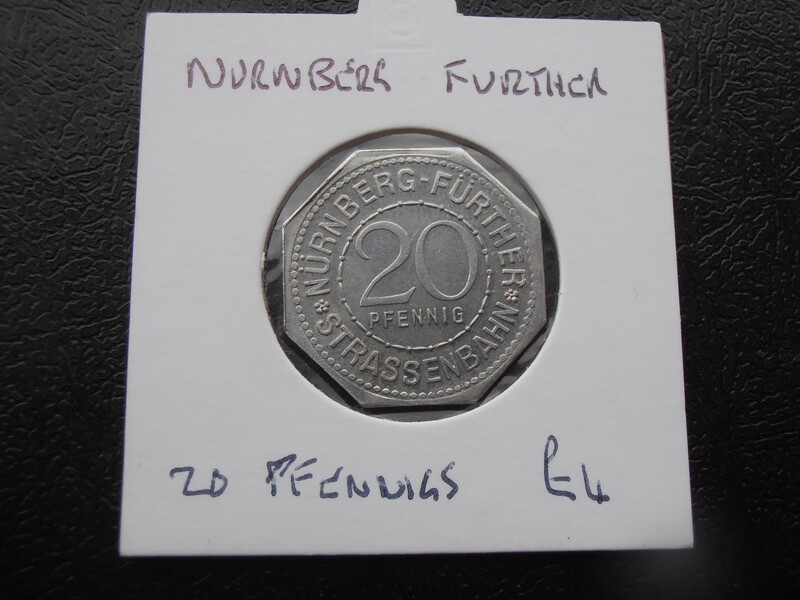 NURNBERG FURTHER
NÜRNBERG-FÜRTHER
20
PFENNIG
STRASSENBAHN
20 PFENNIGS £4